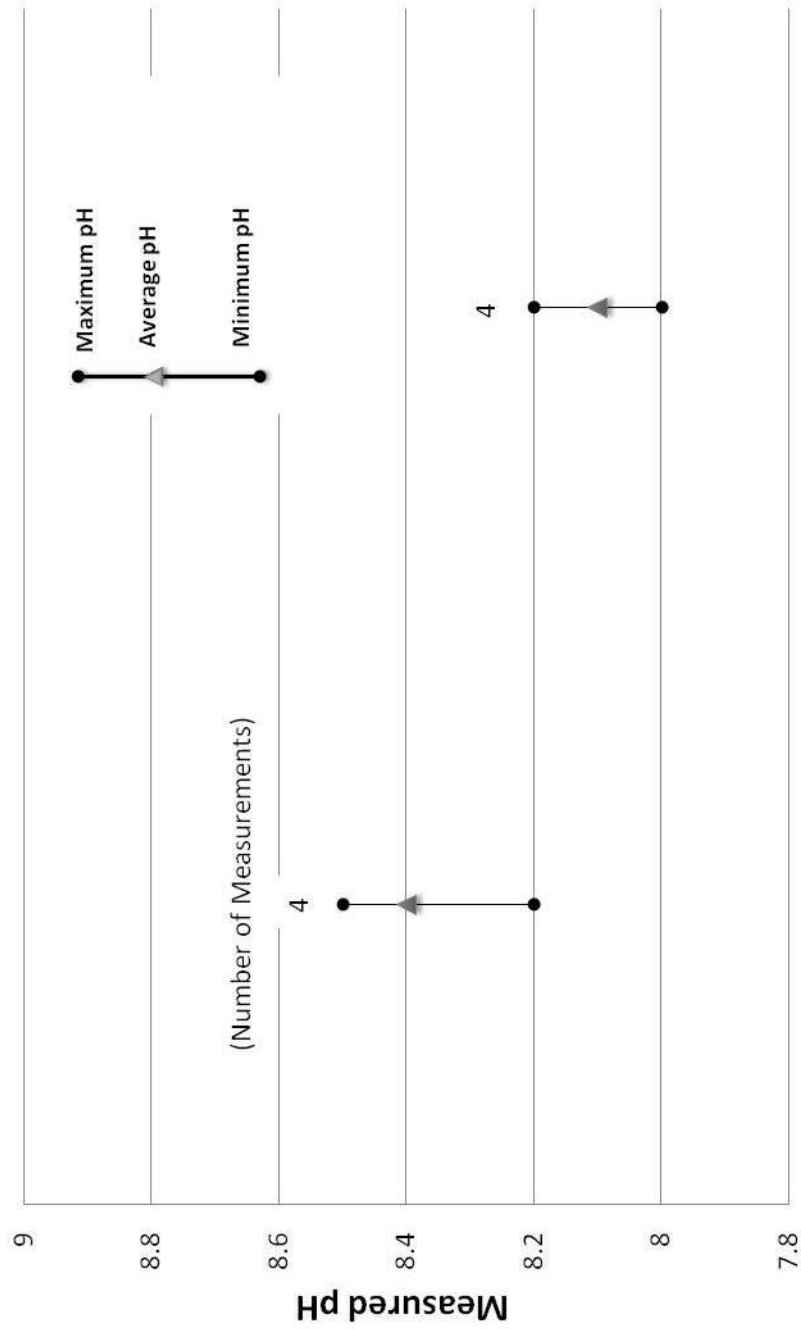 Measured pH
9
8.8
8.6
8.4
8.2
8
7.8
(Number of Measurements)
4
Maximum pH
Average pH
Minimum pH
4